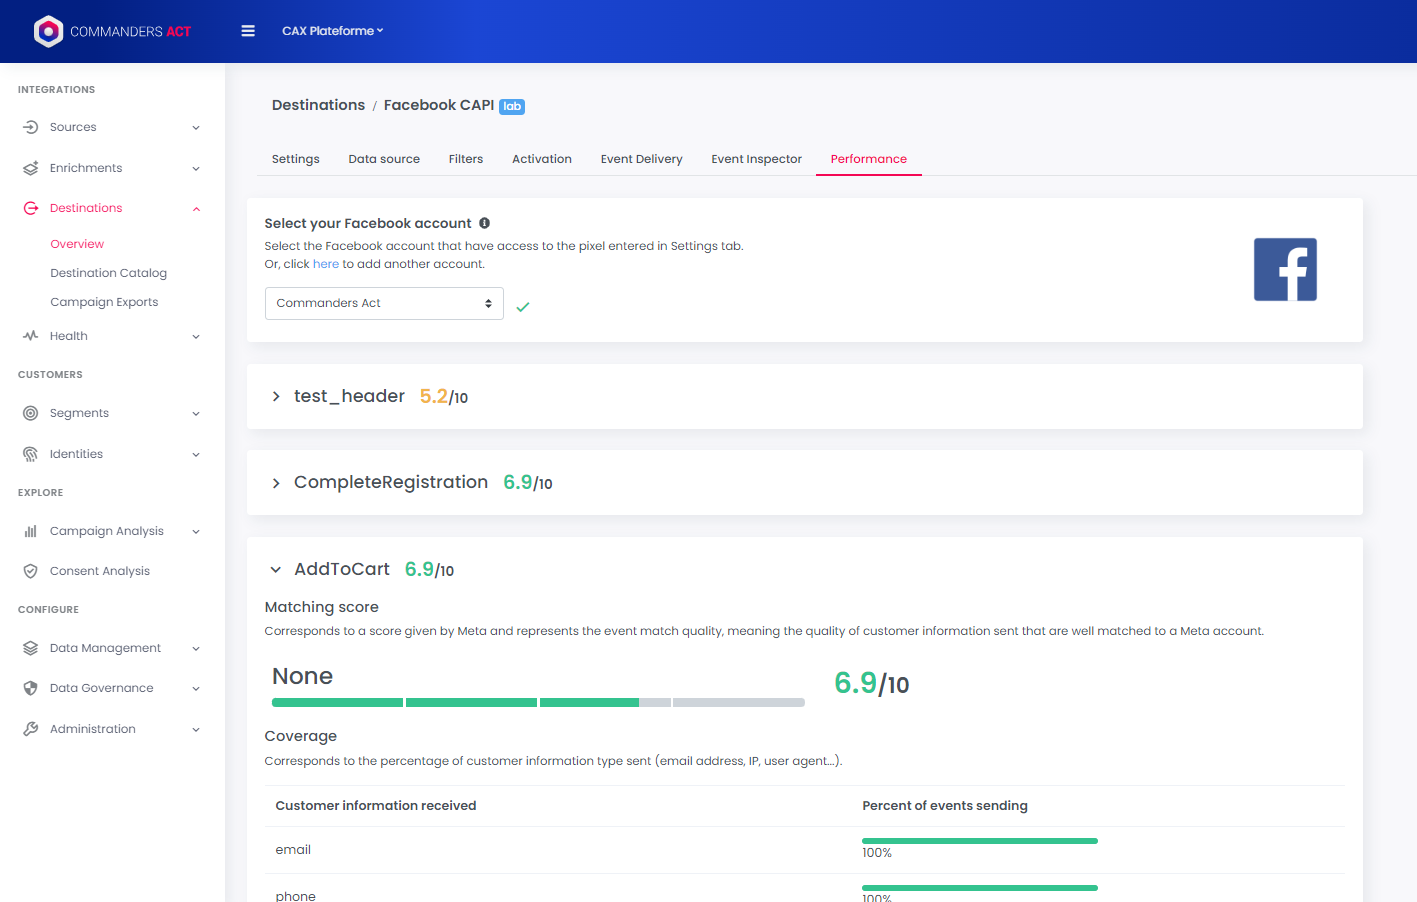 COMMANDERS ACT
CAX Plateforme
INTEGRATIONS
Sources
Enrichments
Destinations
Overview
Destination Catalog
Campaign Exports
Health
CUSTOMERS
Segments
Identities
EXPLORE
Campaign Analysis
Consent Analysis
CONFIGURE
Data Management
Data Governance
Administration
Destinations / Facebook CAPI lab
Settings Data source Filters Activation Event Delivery Event Inspector Performance
Select your Facebook account
Select the Facebook account that have access to the pixel entered in Settings tab.
Or, click here to add another account.
Commanders Act
test_header 5.2/10
CompleteRegistration 6.9/10
AddToCart 6.9/10
Matching score
Corresponds to a score given by Meta and represents the event match quality, meaning the quality of customer information sent that are well matched to a Meta account.
None 6.9/10
Coverage
Corresponds to the percentage of customer information type sent (email address, IP, user agent...).
Customer information received Percent of events sending
email 100%
phone 100%